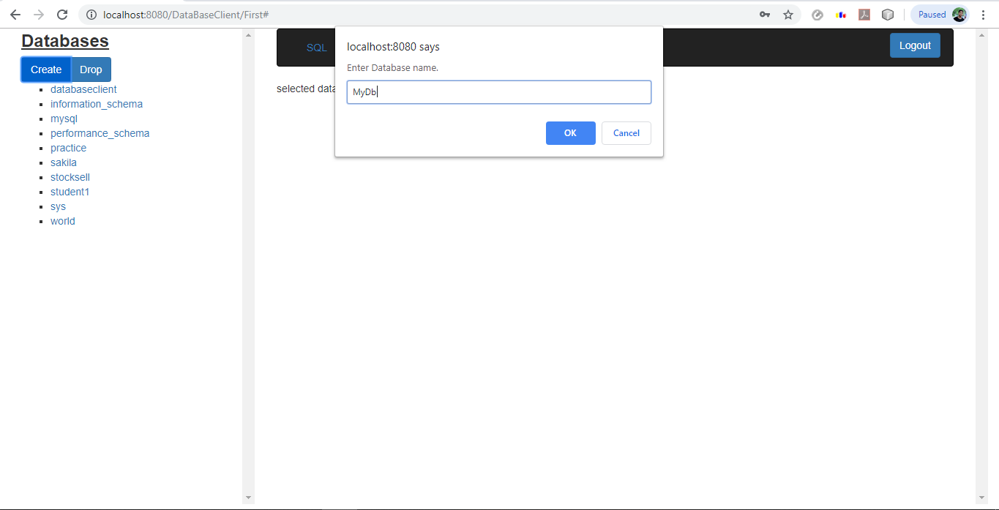 localhost:8080/DataBaseClient/First#
Paused
Databases
Create Drop
databaseclient
information_schema
mysql
performance_schema
practice
sakila
stocksell
student1
sys
world
SQL
Logout
selected data
localhost:8080 says
Enter Database name.
MyDb
OK Cancel